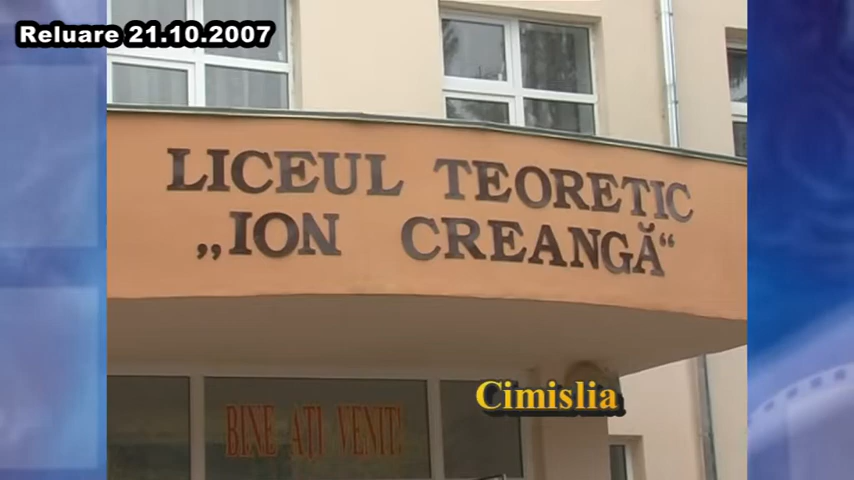 Reluare 21.10.2007
LICEUL TEORETIC
„ION CREANGĂ“
Cimislia
BINE AȚI VENIT!